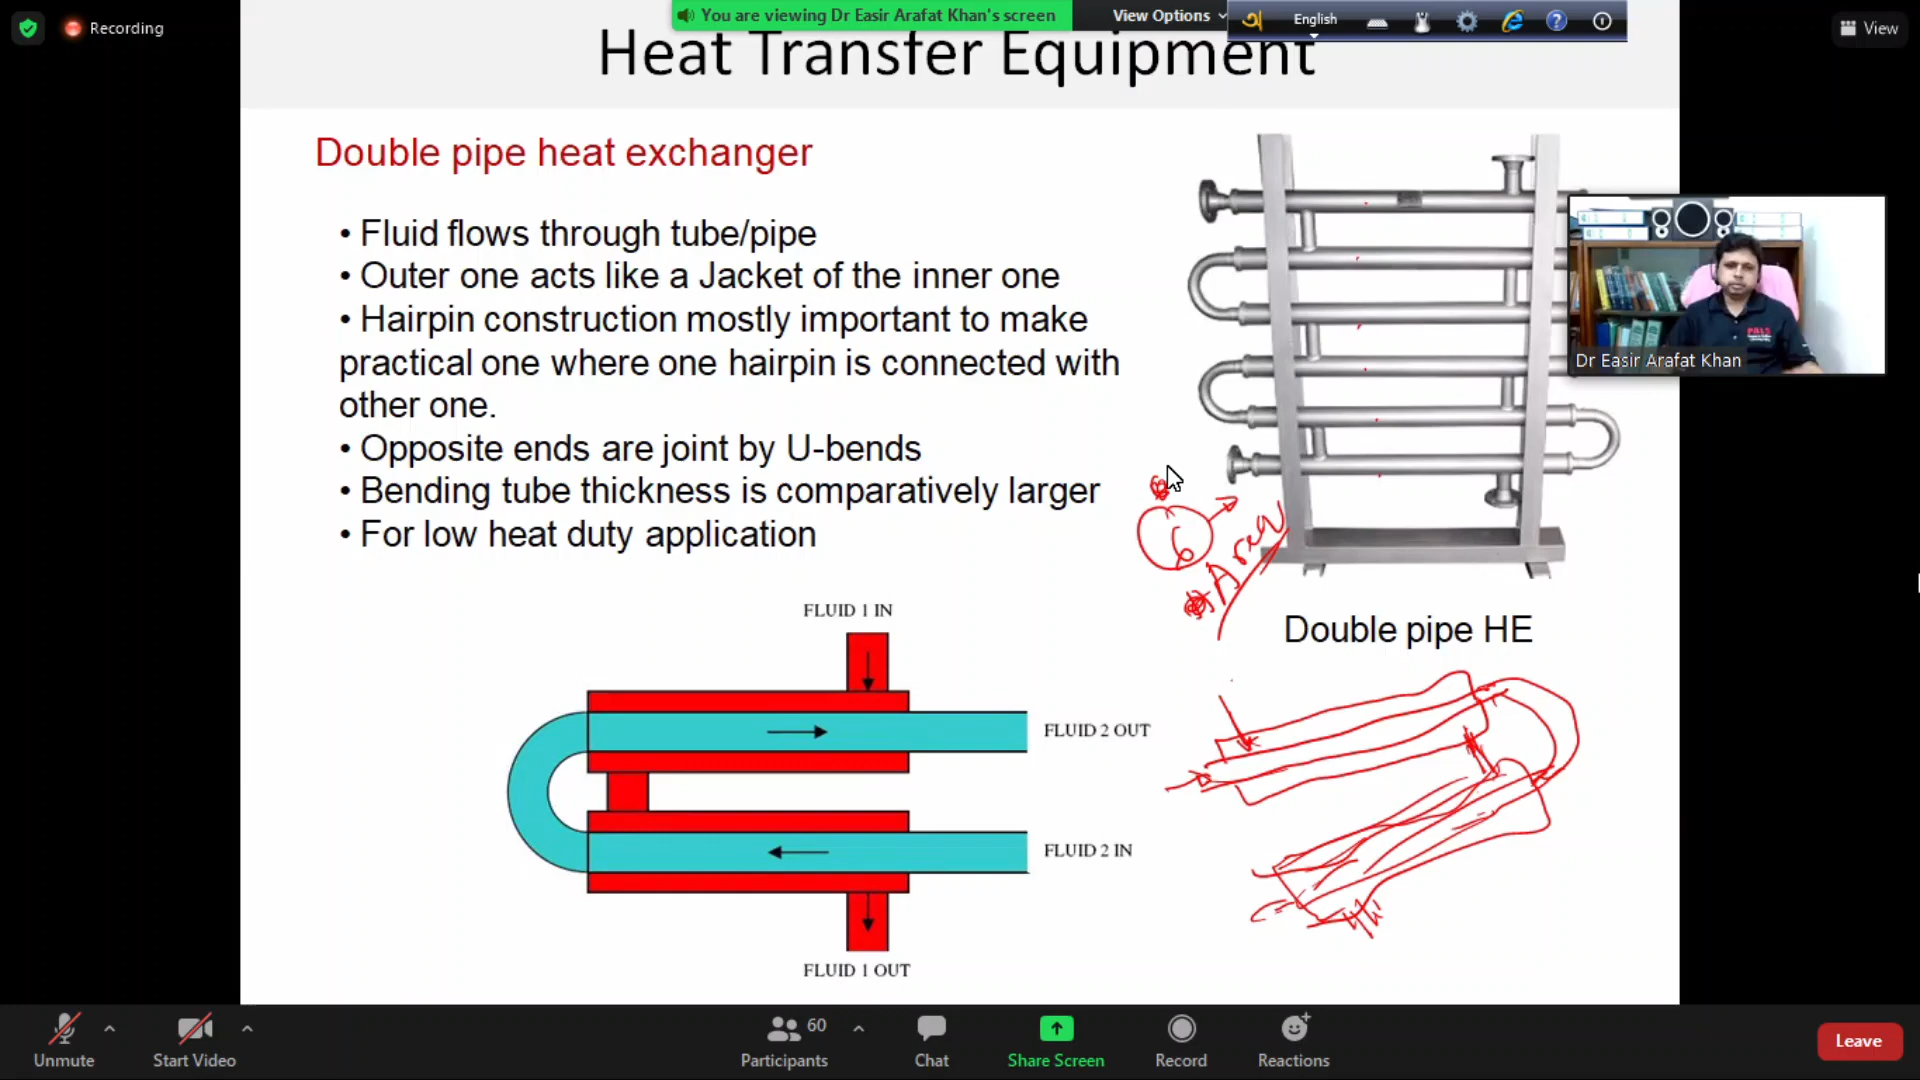 You are viewing Dr Easir Arafat Khan's screen
View Options
English
Recording
View
Heat Transfer Equipment
Double pipe heat exchanger
• Fluid flows through tube/pipe
• Outer one acts like a Jacket of the inner one
• Hairpin construction mostly important to make
practical one where one hairpin is connected with
other one.
• Opposite ends are joint by U-bends
• Bending tube thickness is comparatively larger
• For low heat duty application
Dr Easir Arafat Khan
6
Area
Double pipe HE
FLUID 1 IN
FLUID 2 OUT
FLUID 2 IN
FLUID 1 OUT
Unmute
Start Video
60
Participants
Chat
Share Screen
Record
Reactions
Leave